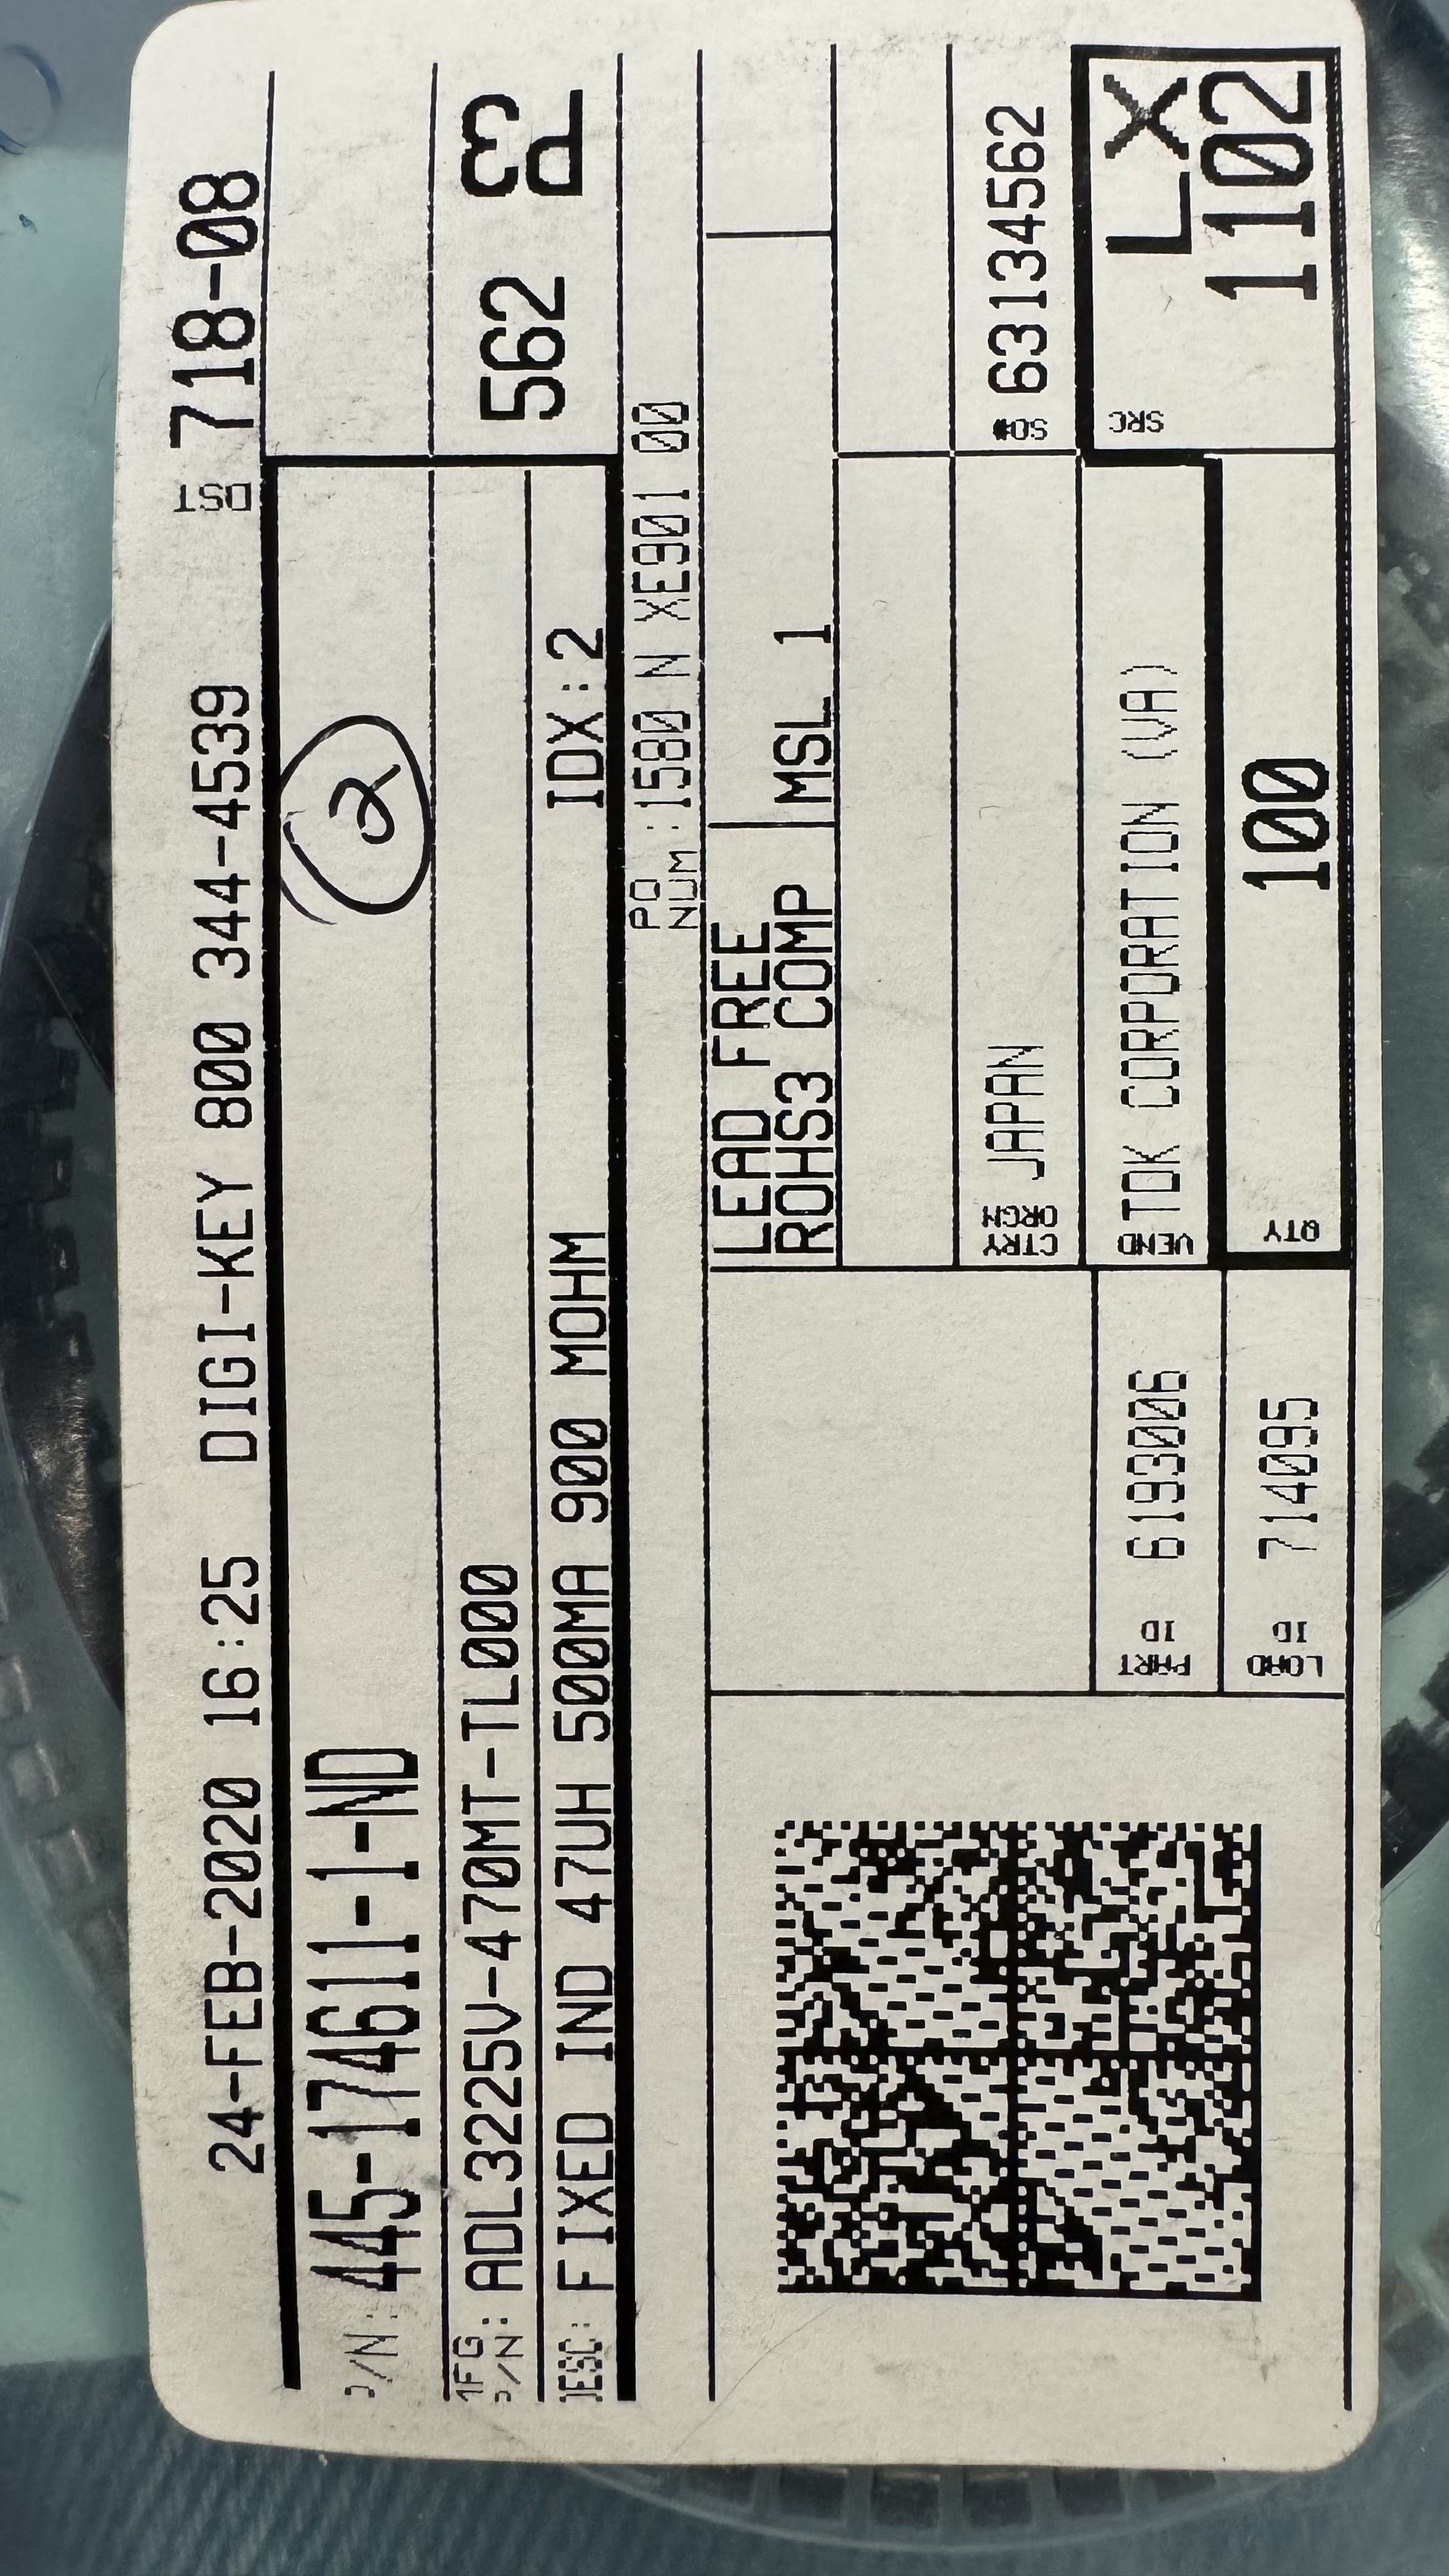 24-FEB-2020 16:25 DIGI-KEY 800 344-4539 DST 718-08
/N: 445-17461-1-ND
2
MFG
/N: ADL3225V-470MT-TL000
562
ESC: FIXED IND 47UH 500MA 900 MOHM IDX:2
PO
NUM :1580 N XE901 00
LEAD FREE
ROHS3 COMP
MSL 1
CTRY
ORGN JAPAN
SO# 63134562
PART
ID 6193006
VEND TDK CORPORATION (VA)
SRC LX
1102
LOAD
ID 714095
QTY 100